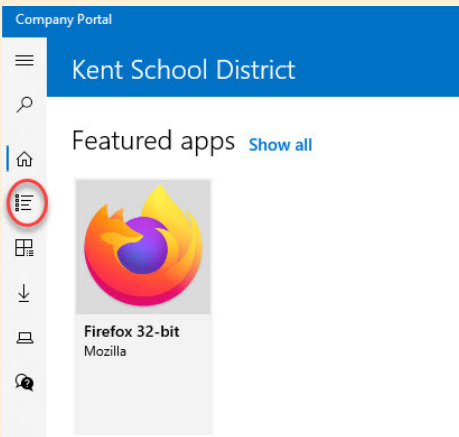 Company Portal
Kent School District
Featured apps Show all
Firefox 32-bit
Mozilla